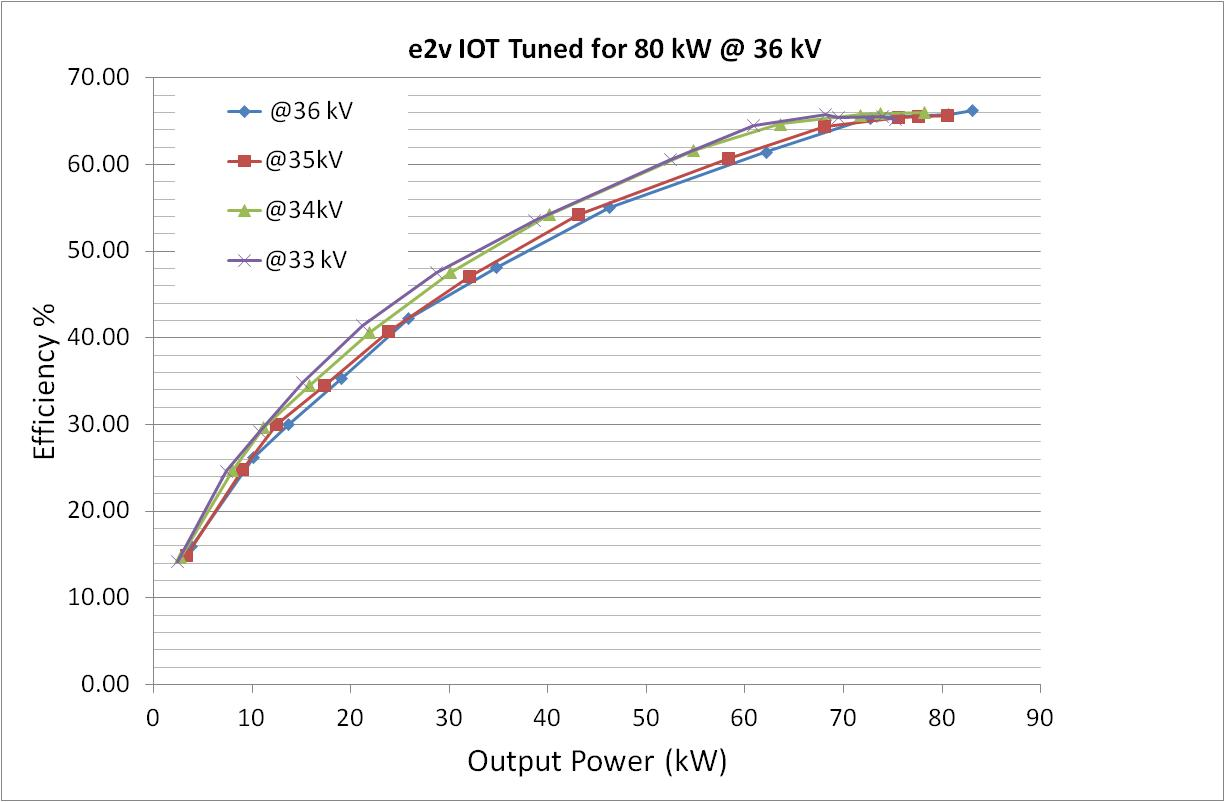 e2v IOT Tuned for 80 kW @ 36 kV
70.00
60.00
50.00
40.00
30.00
20.00
10.00
0.00
Efficiency %
@36 kV
@35kV
@34kV
@33 kV
0 10 20 30 40 50 60 70 80 90
Output Power (kW)